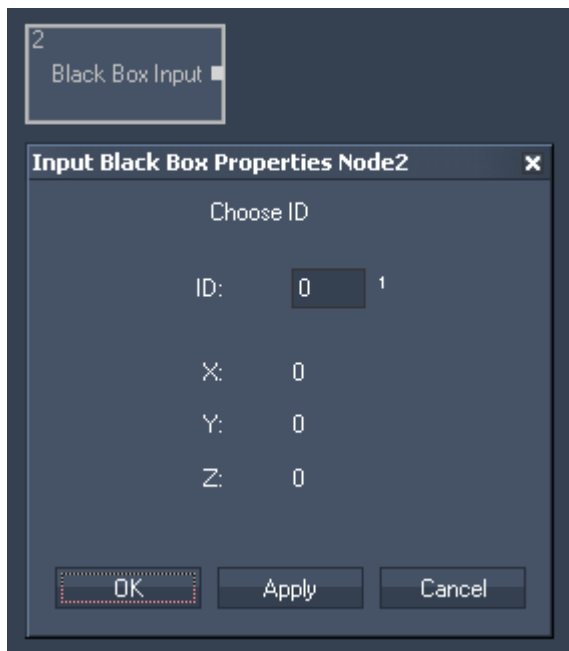 2
Black Box Input
Input Black Box Properties Node2 x
Choose ID
ID: 0 1
X: 0
Y: 0
Z: 0
OK Apply Cancel